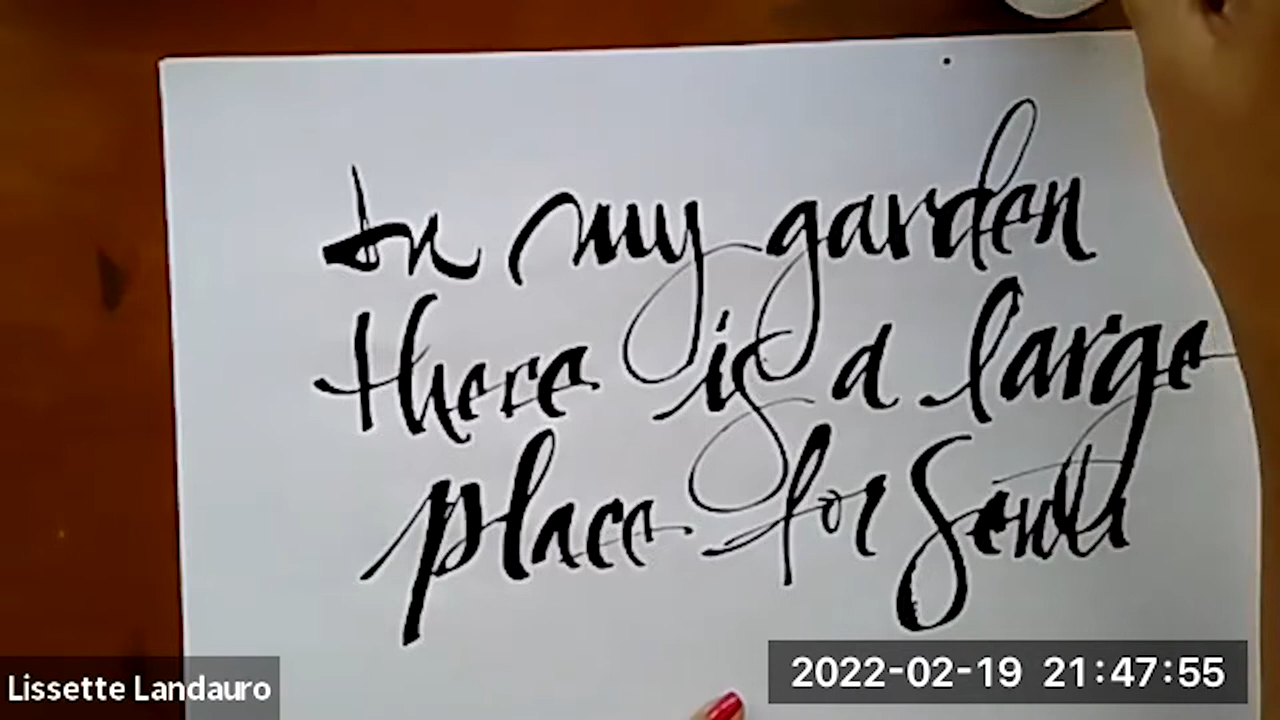 In my garden
there is a large
place for
Lissette Landauro
2022-02-19 21:47:55